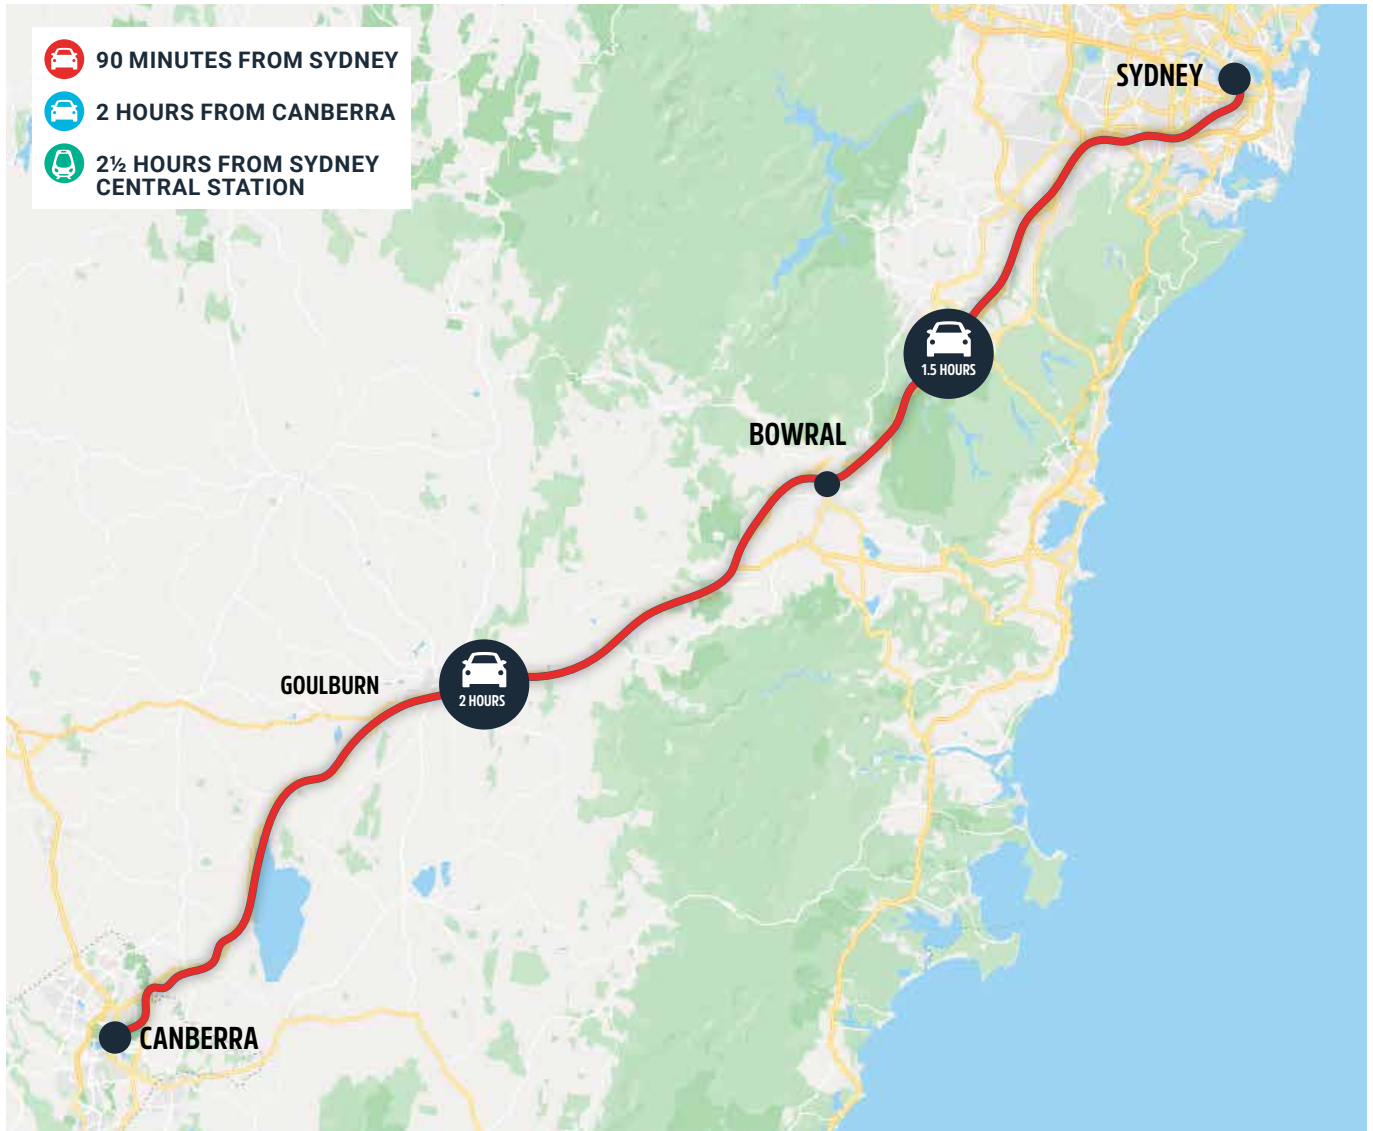 90 MINUTES FROM SYDNEY
2 HOURS FROM CANBERRA
2½ HOURS FROM SYDNEY
CENTRAL STATION
SYDNEY
1.5 HOURS
BOWRAL
GOULBURN
2 HOURS
CANBERRA